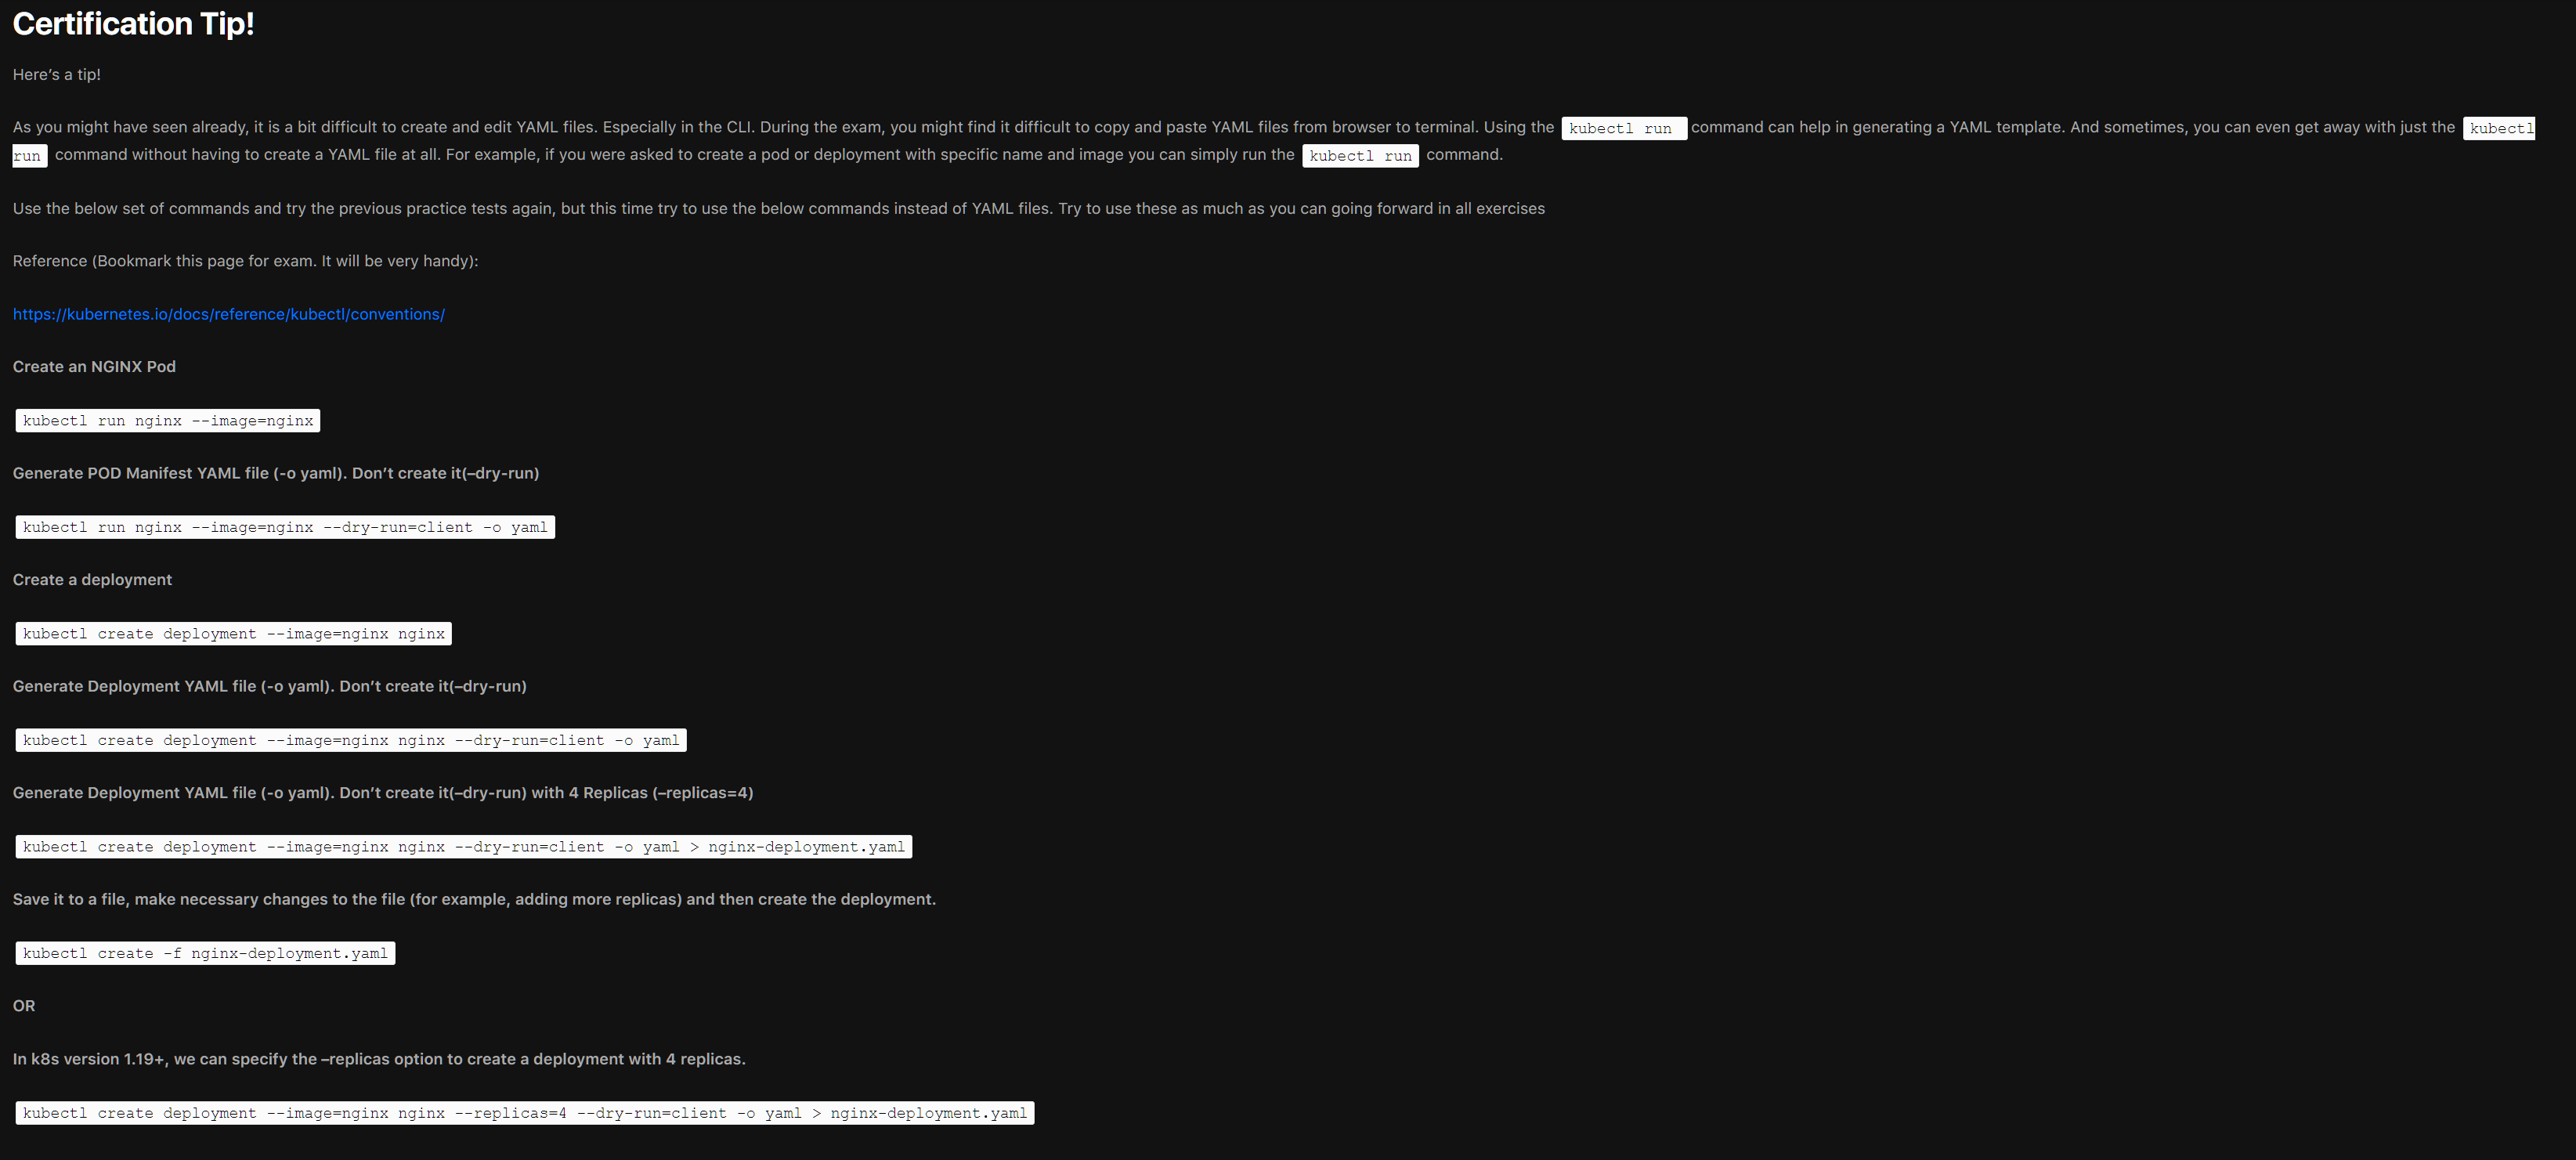 Certification Tip!
Here’s a tip!
As you might have seen already, it is a bit difficult to create and edit YAML files. Especially in the CLI. During the exam, you might find it difficult to copy and paste YAML files from browser to terminal. Using the kubectl run command can help in generating a YAML template. And sometimes, you can even get away with just the kubectl
run command without having to create a YAML file at all. For example, if you were asked to create a pod or deployment with specific name and image you can simply run the kubectl run command.
Use the below set of commands and try the previous practice tests again, but this time try to use the below commands instead of YAML files. Try to use these as much as you can going forward in all exercises
Reference (Bookmark this page for exam. It will be very handy):
https://kubernetes.io/docs/reference/kubectl/conventions/
Create an NGINX Pod
kubectl run nginx --image=nginx
Generate POD Manifest YAML file (-o yaml). Don’t create it(–dry-run)
kubectl run nginx --image=nginx --dry-run=client -o yaml
Create a deployment
kubectl create deployment --image=nginx nginx
Generate Deployment YAML file (-o yaml). Don’t create it(–dry-run)
kubectl create deployment --image=nginx nginx --dry-run=client -o yaml
Generate Deployment YAML file (-o yaml). Don’t create it(–dry-run) with 4 Replicas (–replicas=4)
kubectl create deployment --image=nginx nginx --dry-run=client -o yaml > nginx-deployment.yaml
Save it to a file, make necessary changes to the file (for example, adding more replicas) and then create the deployment.
kubectl create -f nginx-deployment.yaml
OR
In k8s version 1.19+, we can specify the –replicas option to create a deployment with 4 replicas.
kubectl create deployment --image=nginx nginx --replicas=4 --dry-run=client -o yaml > nginx-deployment.yaml